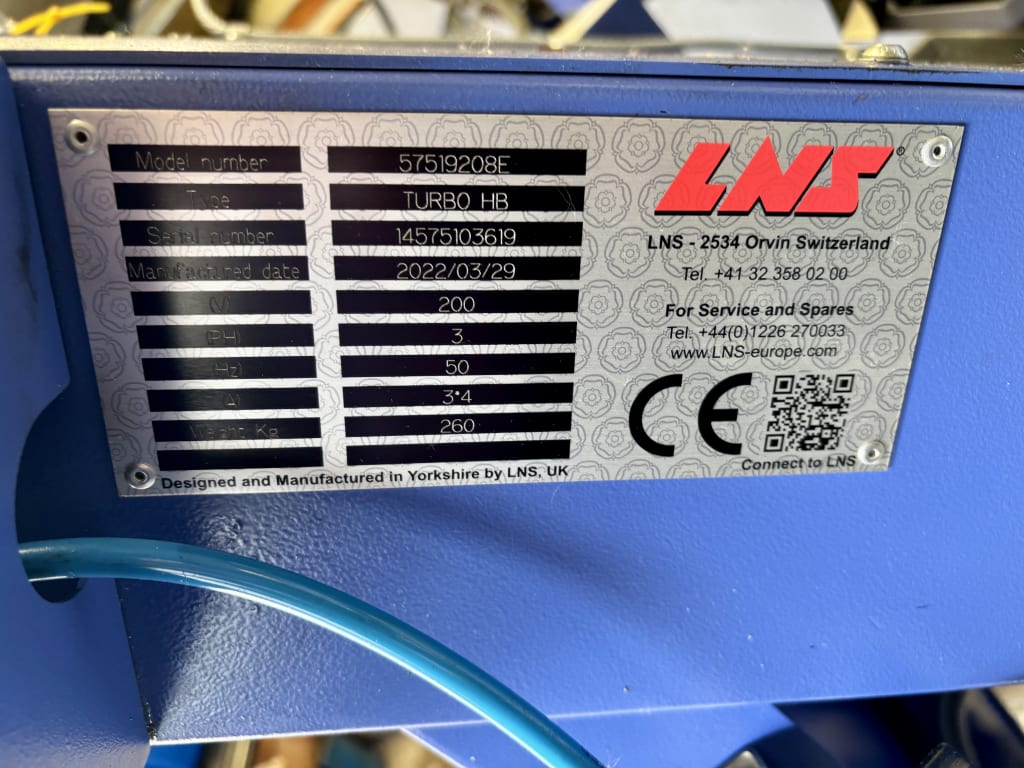 Model number 57519208E
Type TURBO HB
Serial number 14575103619
Manufactured date 2022/03/29
(V) 200
(PH) 3
(Hz) 50
(A) 3•4
Weight Kg 260
Designed and Manufactured in Yorkshire by LNS, UK
LNS®
LNS - 2534 Orvin Switzerland
Tel. +41 32 358 02 00
For Service and Spares
Tel. +44(0)1226 270033
www.LNS-europe.com
CE
Connect to LNS